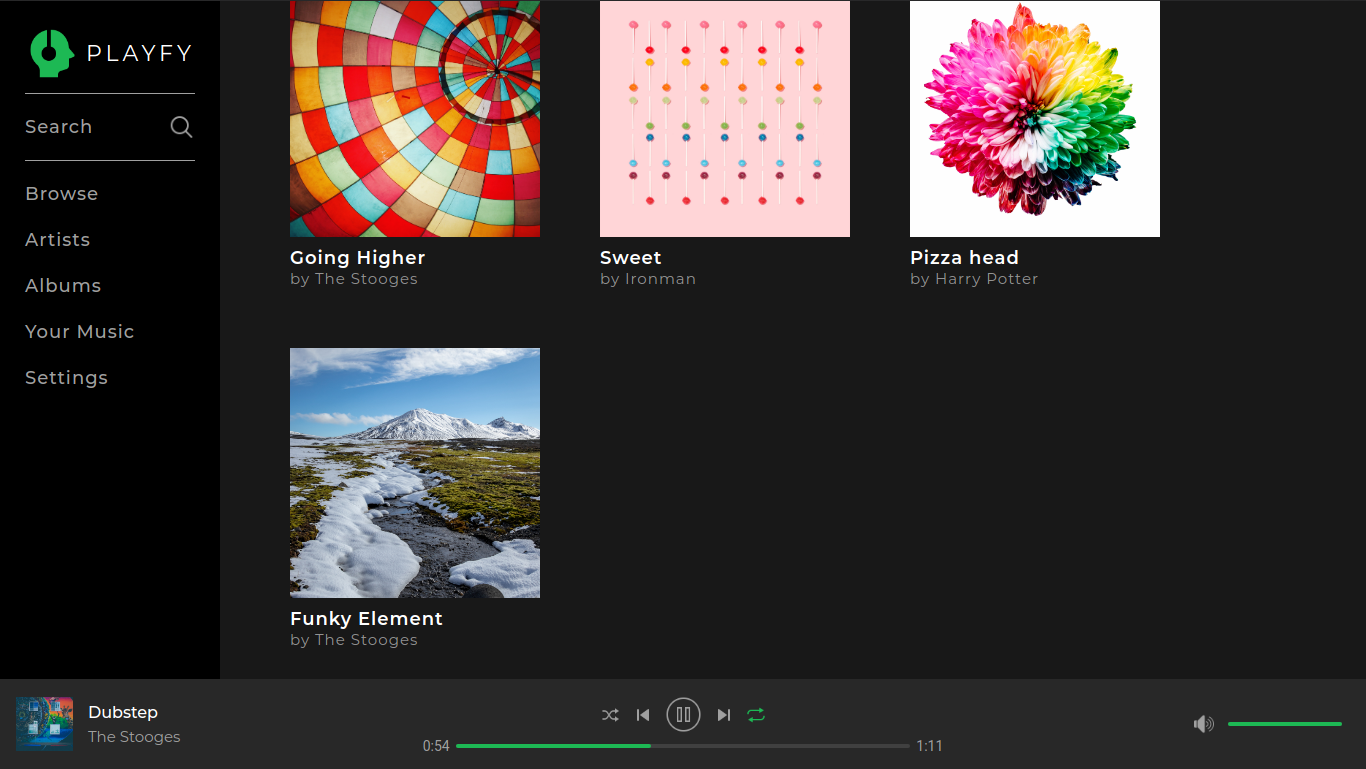 PLAYFY
Search
Browse
Artists
Albums
Your Music
Settings
Going Higher
by The Stooges
Sweet
by Ironman
Pizza head
by Harry Potter
Funky Element
by The Stooges
Dubstep
The Stooges
0:54
1:11